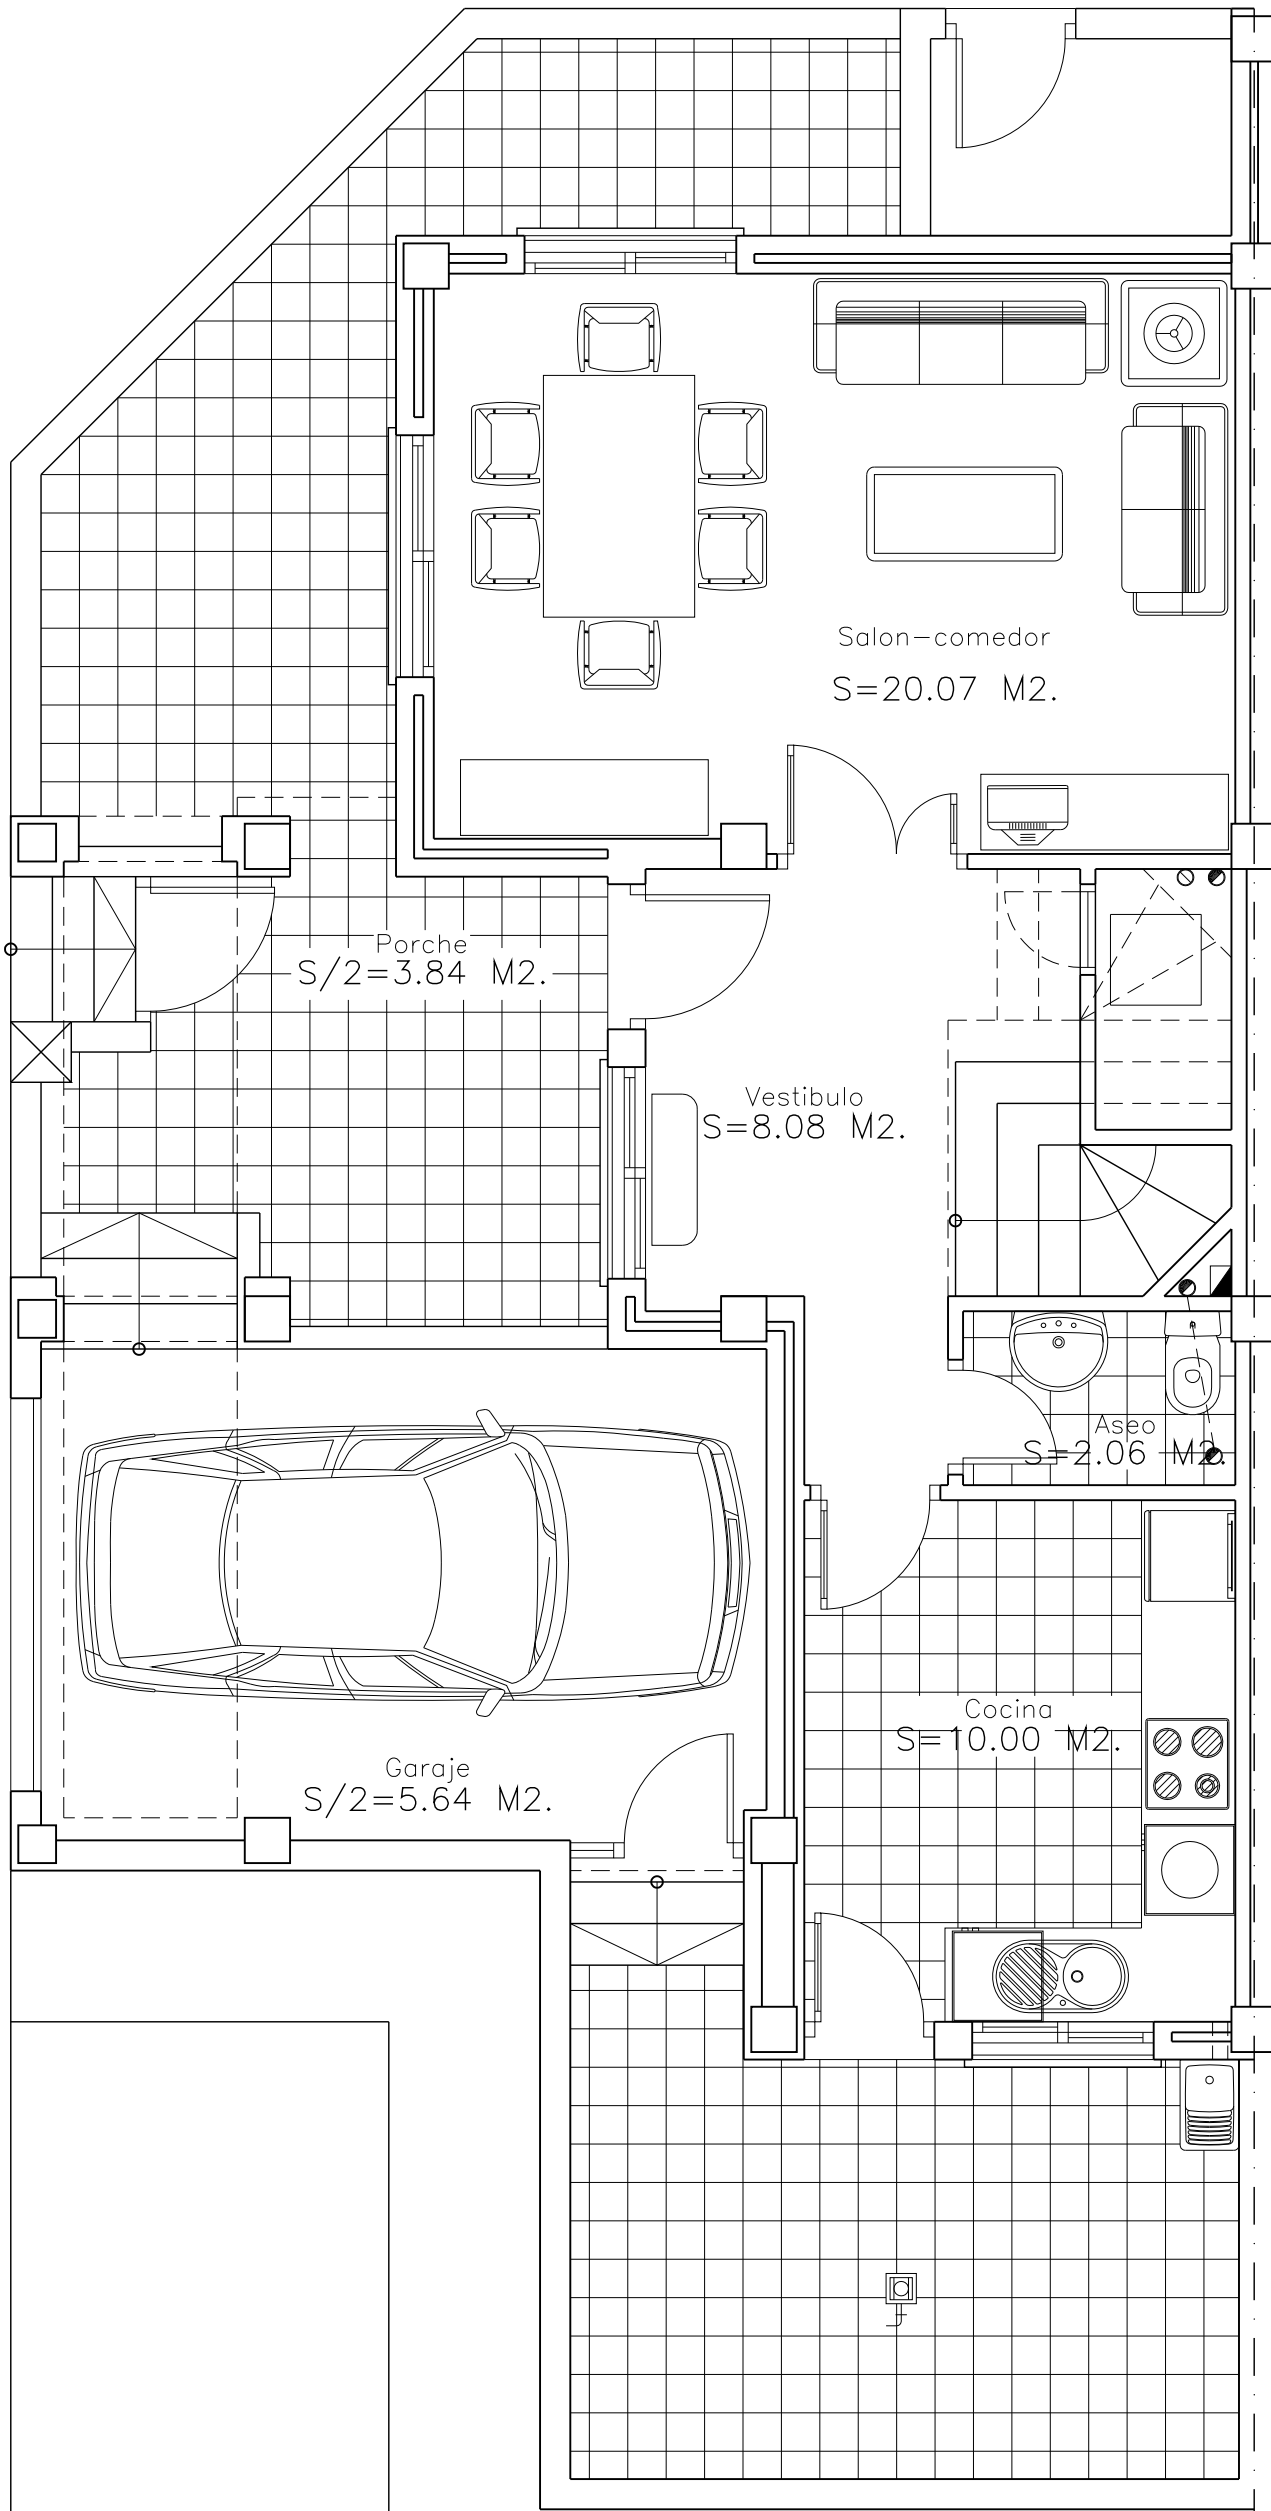 Salon-comedor
S=20.07 M2.
Porche
S/2=3.84 M2.
Vestibulo
S=8.08 M2.
Aseo
S=2.06 M2.
Cocina
S=10.00 M2.
Garaje
S/2=5.64 M2.